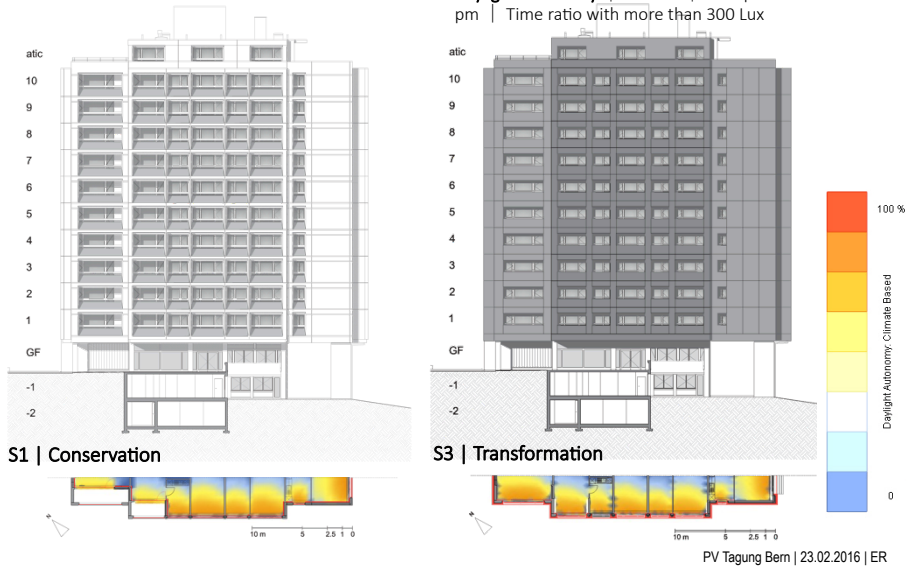 pm | Time ratio with more than 300 Lux
atic
10
9
8
7
6
5
4
3
2
1
GF
-1
-2
S1 | Conservation
N
10 m 5 2.5 1 0
atic
10
9
8
7
6
5
4
3
2
1
GF
-1
-2
S3 | Transformation
N
10 m 5 2.5 1 0
100 %
Daylight Autonomy: Climate Based
0
PV Tagung Bern | 23.02.2016 | ER